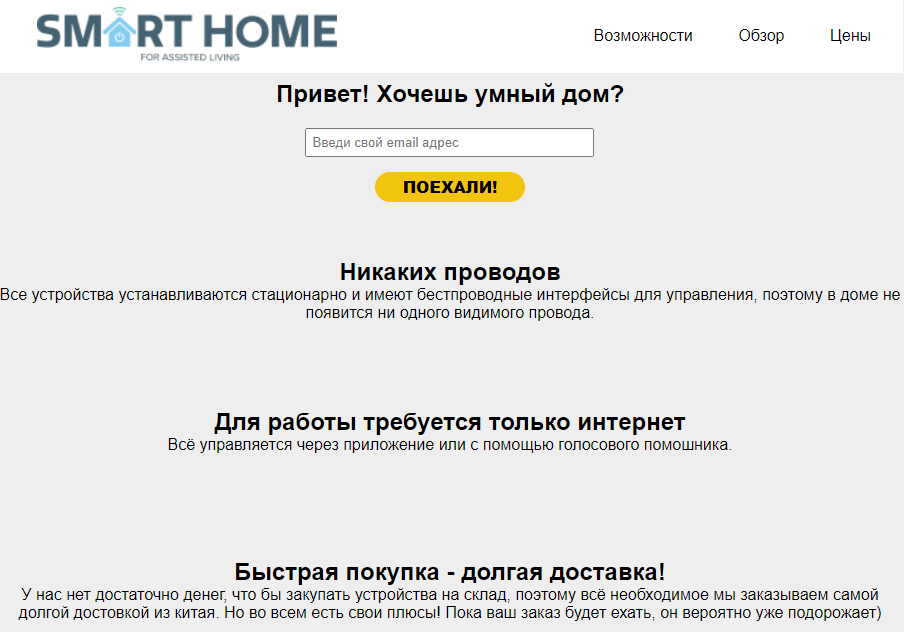 SMART HOME
FOR ASSISTED LIVING
Возможности Обзор Цены
Привет! Хочешь умный дом?
Введи свой email адрес
ПОЕХАЛИ!
Никаких проводов
Все устройства устанавливаются стационарно и имеют бестпроводные интерфейсы для управления, поэтому в доме не
появится ни одного видимого провода.
Для работы требуется только интернет
Всё управляется через приложение или с помощью голосового помошника.
Быстрая покупка - долгая доставка!
У нас нет достаточно денег, что бы закупать устройства на склад, поэтому всё необходимое мы заказываем самой
долгой достовкой из китая. Но во всем есть свои плюсы! Пока ваш заказ будет ехать, он вероятно уже подорожает)